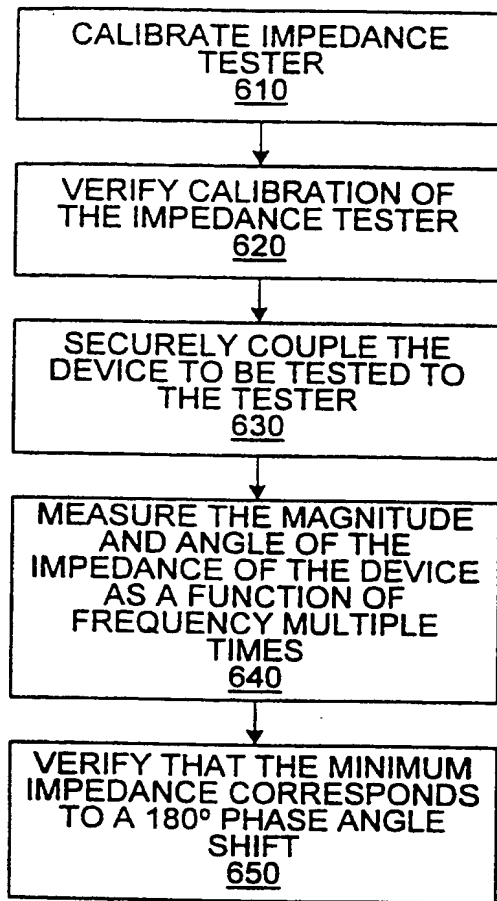 CALIBRATE IMPEDANCE
TESTER
610
VERIFY CALIBRATION OF
THE IMPEDANCE TESTER
620
SECURELY COUPLE THE
DEVICE TO BE TESTED TO
THE TESTER
630
MEASURE THE MAGNITUDE
AND ANGLE OF THE
IMPEDANCE OF THE DEVICE
AS A FUNCTION OF
FREQUENCY MULTIPLE
TIMES
640
VERIFY THAT THE MINIMUM
IMPEDANCE CORRESPONDS
TO A 180º PHASE ANGLE
SHIFT
650